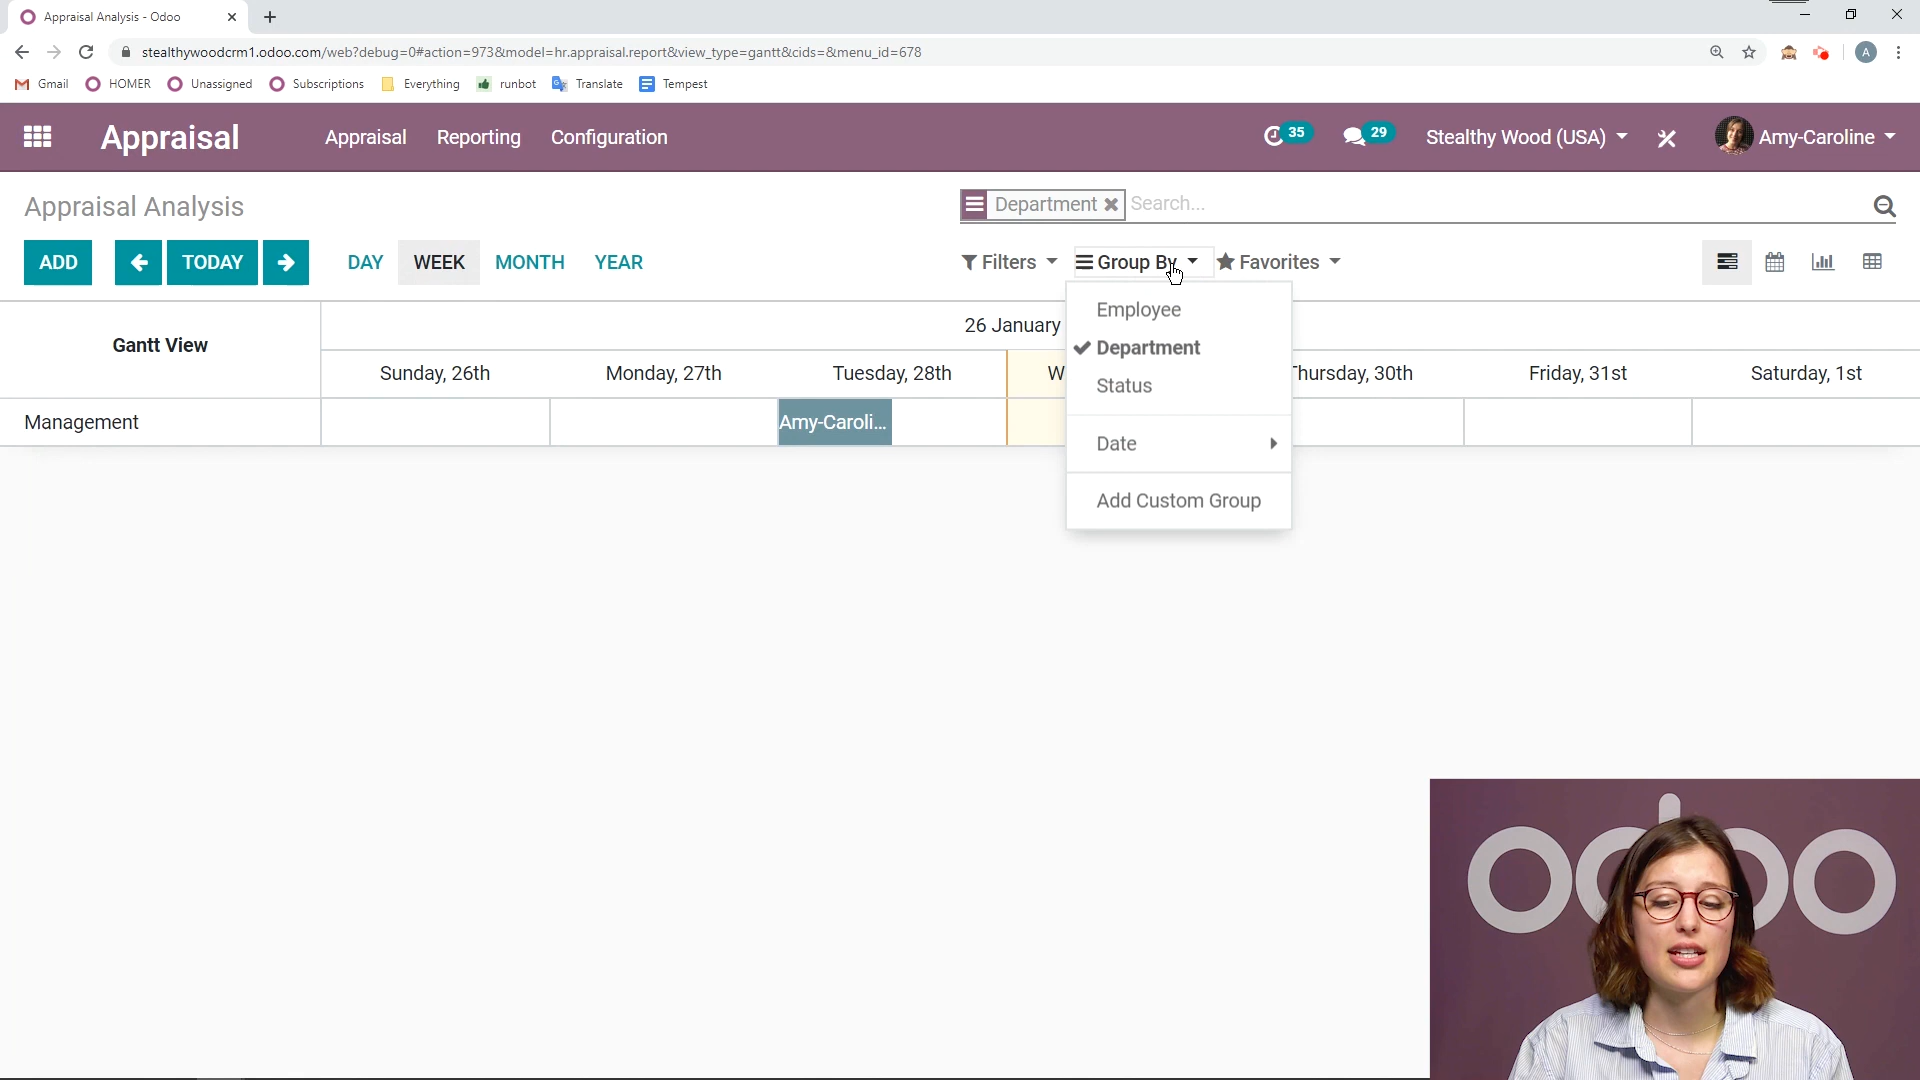 Appraisal Analysis - Odoo
stealthywoodcrm1.odoo.com/web?debug=0#action=973&model=hr.appraisal.report&view_type=gantt&cids=&menu_id=678
A
Gmail HOMER Unassigned Subscriptions Everything runbot Translate Tempest
Appraisal Appraisal Reporting Configuration 35 29 Stealthy Wood (USA) Amy-Caroline
Appraisal Analysis Department Search...
ADD TODAY DAY WEEK MONTH YEAR Filters Group By Favorites
Employee
26 January
Gantt View
Department
Sunday, 26th Monday, 27th Tuesday, 28th W Thursday, 30th Friday, 31st Saturday, 1st
Status
Management Amy-Caroli...
Date
Add Custom Group
odoo